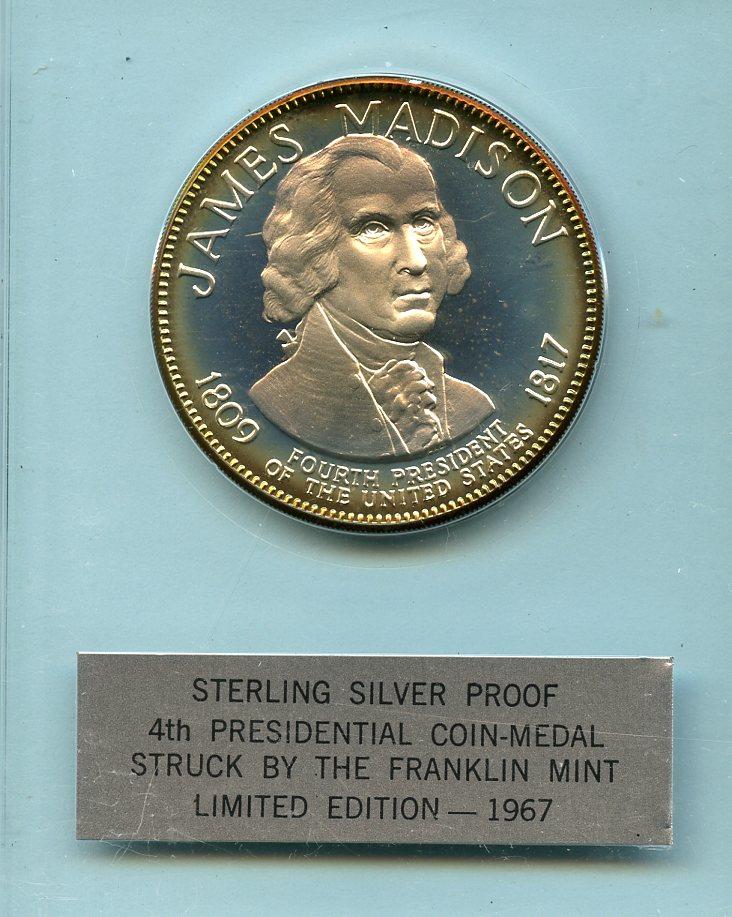 JAMES MADISON
1809
1817
FOURTH PRESIDENT
OF THE UNITED STATES
STERLING SILVER PROOF
4th PRESIDENTIAL COIN-MEDAL
STRUCK BY THE FRANKLIN MINT
LIMITED EDITION — 1967